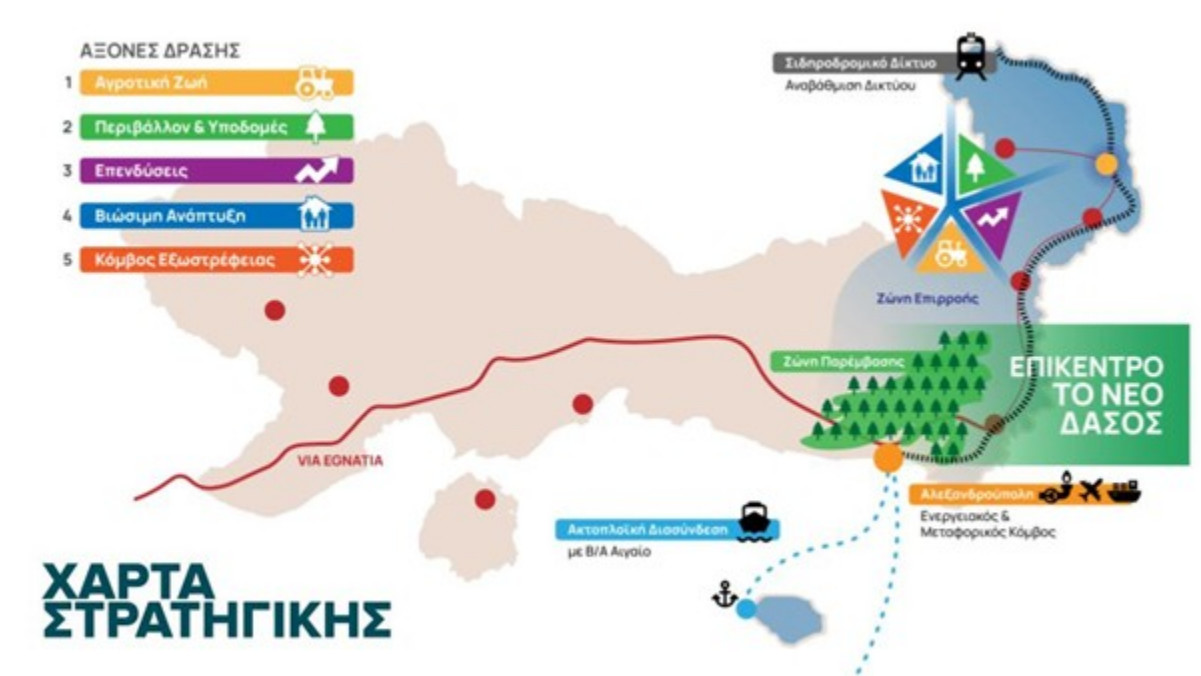 ΑΞΟΝΕΣ ΔΡΑΣΗΣ
1 Αγροτική Ζωή
2 Περιβάλλον & Υποδομές
3 Επενδύσεις
4 Βιώσιμη Ανάπτυξη
5 Κόμβος Εξωστρέφειας
Σιδηροδρομικό Δίκτυο
Αναβάθμιση Δικτύου
Ζώνη Επιρροής
Ζώνη Παρέμβασης
ΕΠΙΚΕΝΤΡΟ
ΤΟ ΝΕΟ
ΔΑΣΟΣ
VIA EGNATIA
Αλεξανδρούπολη
Ενεργειακός &
Μεταφορικός Κόμβος
Ακτοπλοϊκή Διασύνδεση
με Β/Α Αιγαίο
ΧΑΡΤΑ
ΣΤΡΑΤΗΓΙΚΗΣ